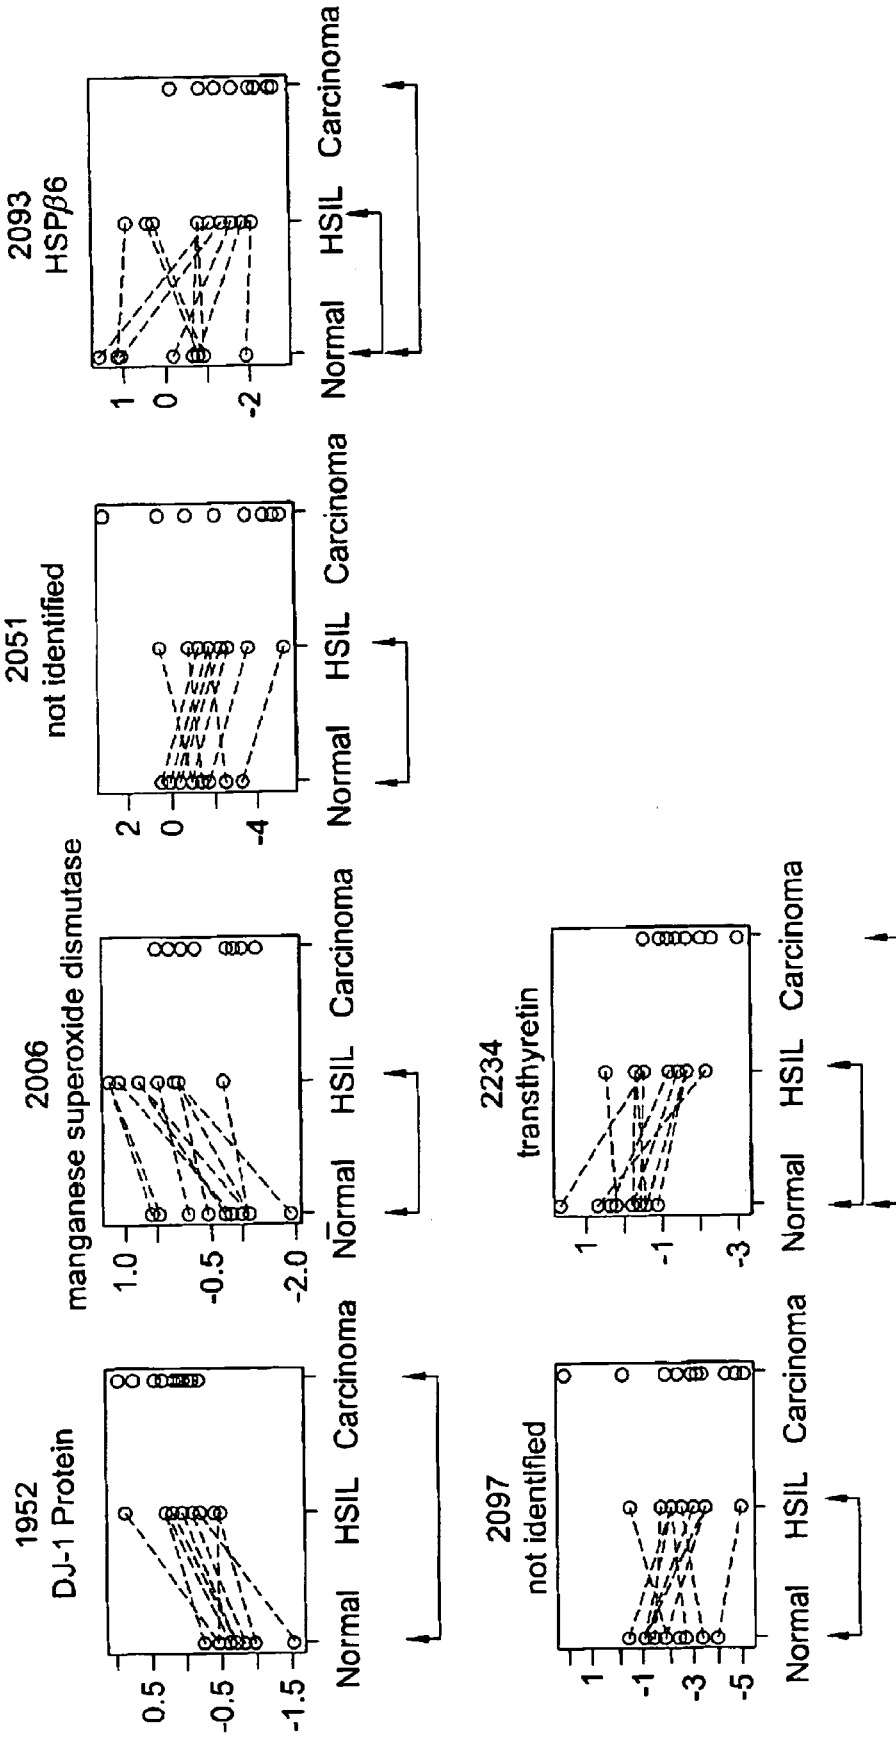 1952
DJ-1 Protein
0.5
-0.5
-1.5
Normal HSIL Carcinoma
2006
manganese superoxide dismutase
1.0
-0.5
-2.0
Normal HSIL Carcinoma
2051
not identified
2
0
-4
Normal HSIL Carcinoma
2093
HSPβ6
1
0
-2
Normal HSIL Carcinoma
2097
not identified
1
-1
-3
-5
Normal HSIL Carcinoma
2234
transthyretin
1
-1
-3
Normal HSIL Carcinoma